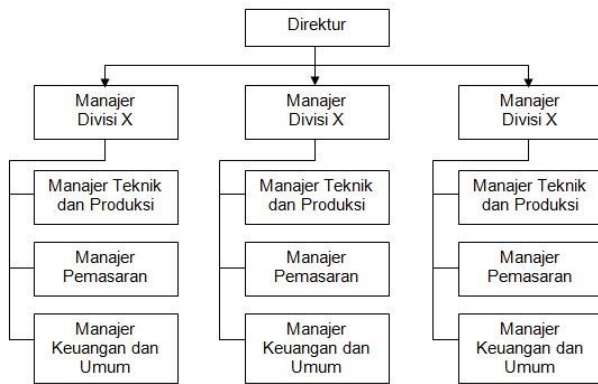 Direktur
Manajer
Divisi X
Manajer
Divisi X
Manajer
Divisi X
Manajer Teknik
dan Produksi
Manajer Teknik
dan Produksi
Manajer Teknik
dan Produksi
Manajer
Pemasaran
Manajer
Pemasaran
Manajer
Pemasaran
Manajer
Keuangan dan
Umum
Manajer
Keuangan dan
Umum
Manajer
Keuangan dan
Umum